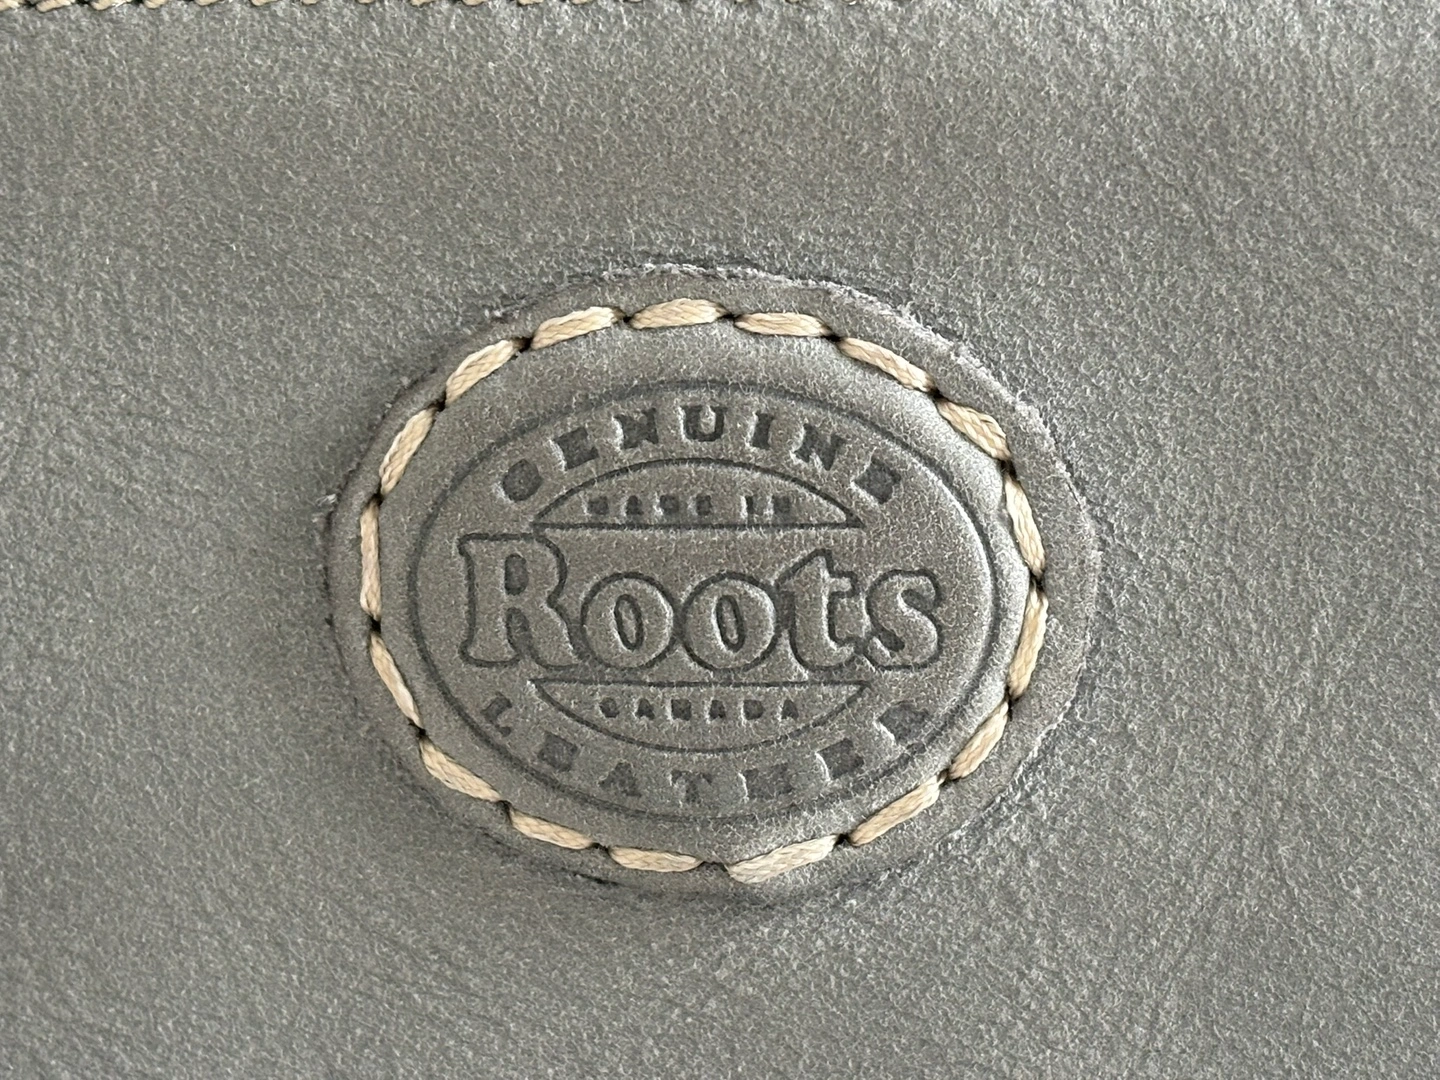 GENUINE
MADE IN
Roots
CANADA
LEATHER